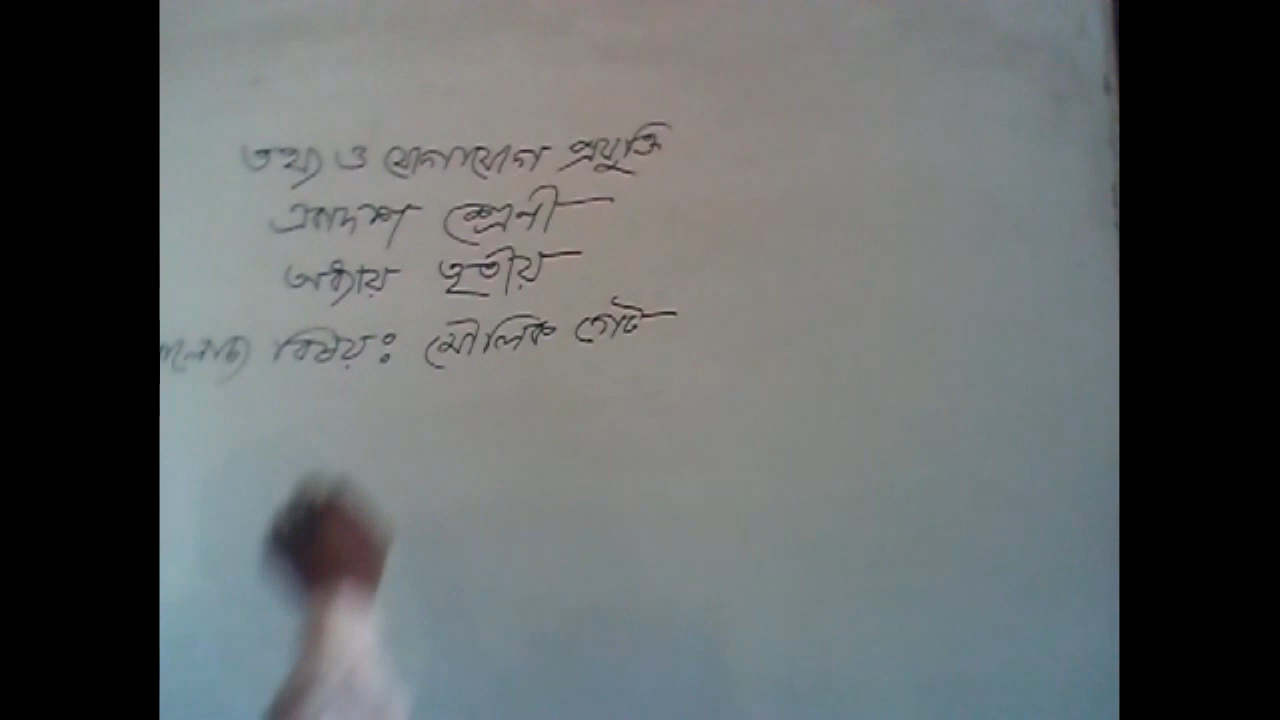 তথ্য ও যোগাযোগ প্রযুক্তি
একাদশ শ্রেনী
অধ্যায় তৃতীয়
বিষয়ঃ মৌলিক গেট